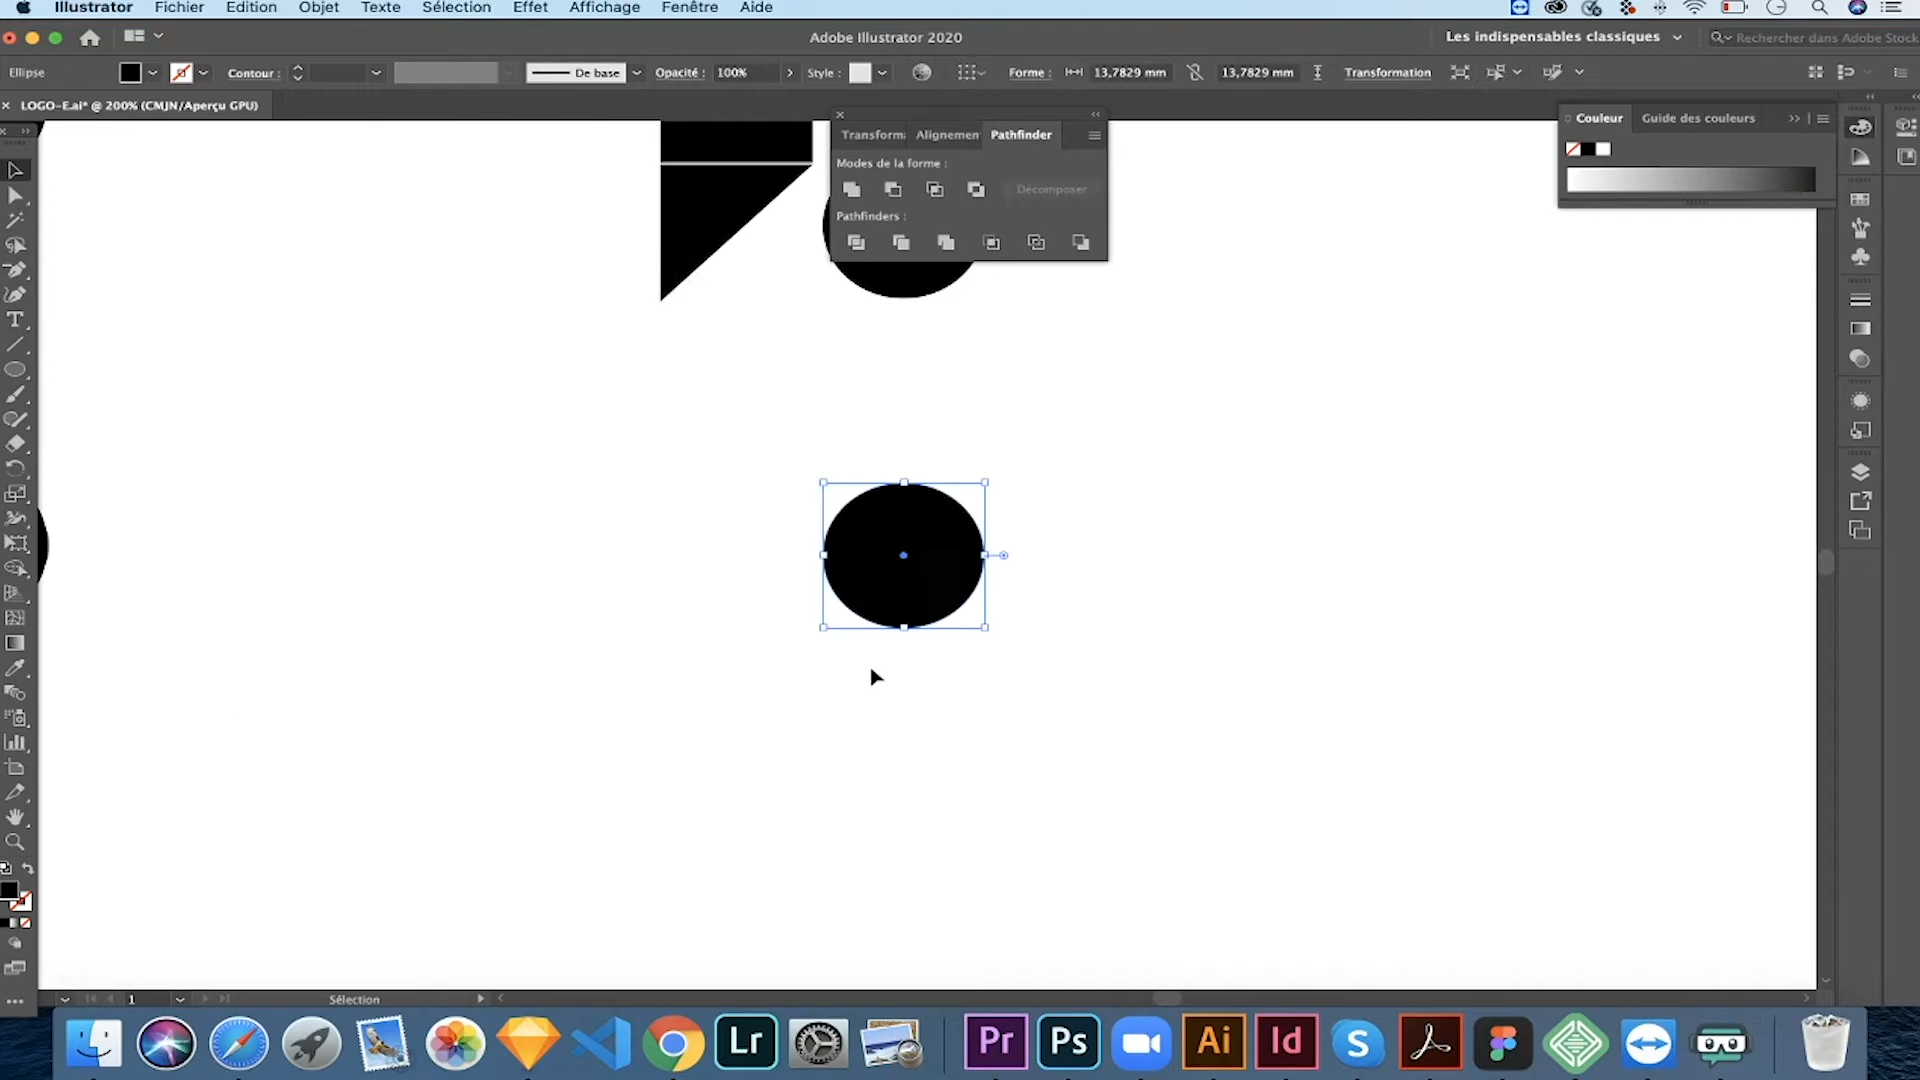 Illustrator Fichier Edition Objet Texte Sélection Effet Affichage Fenêtre Aide
Adobe Illustrator 2020
Les indispensables classiques
Rechercher dans Adobe Stock
Ellipse Contour : De base Opacité : 100% Style : Forme : 13,7829 mm 13,7829 mm Transformation
LOGO-E.ai* @ 200% (CMJN/Aperçu GPU)
Transforma Alignemen Pathfinder
Modes de la forme :
Décomposer
Pathfinders :
Couleur Guide des couleurs
T
1 Sélection
Lr Pr Ps Ai Id S